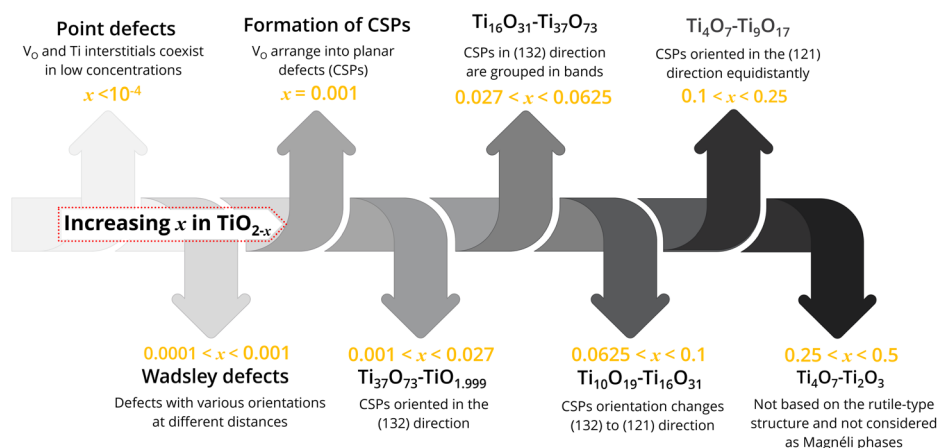 Point defects
V₀ and Ti interstitials coexist
in low concentrations
x <10⁻⁴
Formation of CSPs
V₀ arrange into planar
defects (CSPs)
x = 0.001
Ti₁₆O₃₁-Ti₃₇O₇₃
CSPs in (132) direction
are grouped in bands
0.027 < x < 0.0625
Ti₄O₇-Ti₉O₁₇
CSPs oriented in the (121)
direction equidistantly
0.1 < x < 0.25
Increasing x in TiO₂₋ₓ
0.0001 < x < 0.001
Wadsley defects
Defects with various orientations
at different distances
0.001 < x < 0.027
Ti₃₇O₇₃-TiO₁.₉₉₉
CSPs oriented in the
(132) direction
0.0625 < x < 0.1
Ti₁₀O₁₉-Ti₁₆O₃₁
CSPs orientation changes
(132) to (121) direction
0.25 < x < 0.5
Ti₄O₇-Ti₂O₃
Not based on the rutile-type
structure and not considered
as Magnéli phases